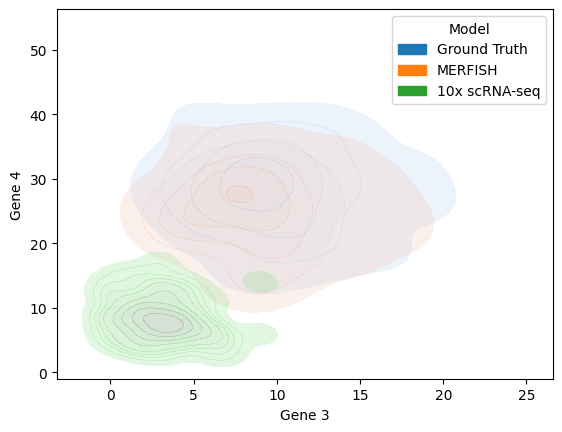 Model
Ground Truth
MERFISH
10x scRNA-seq
50
40
30
20
10
0
Gene 4
0 5 10 15 20 25
Gene 3